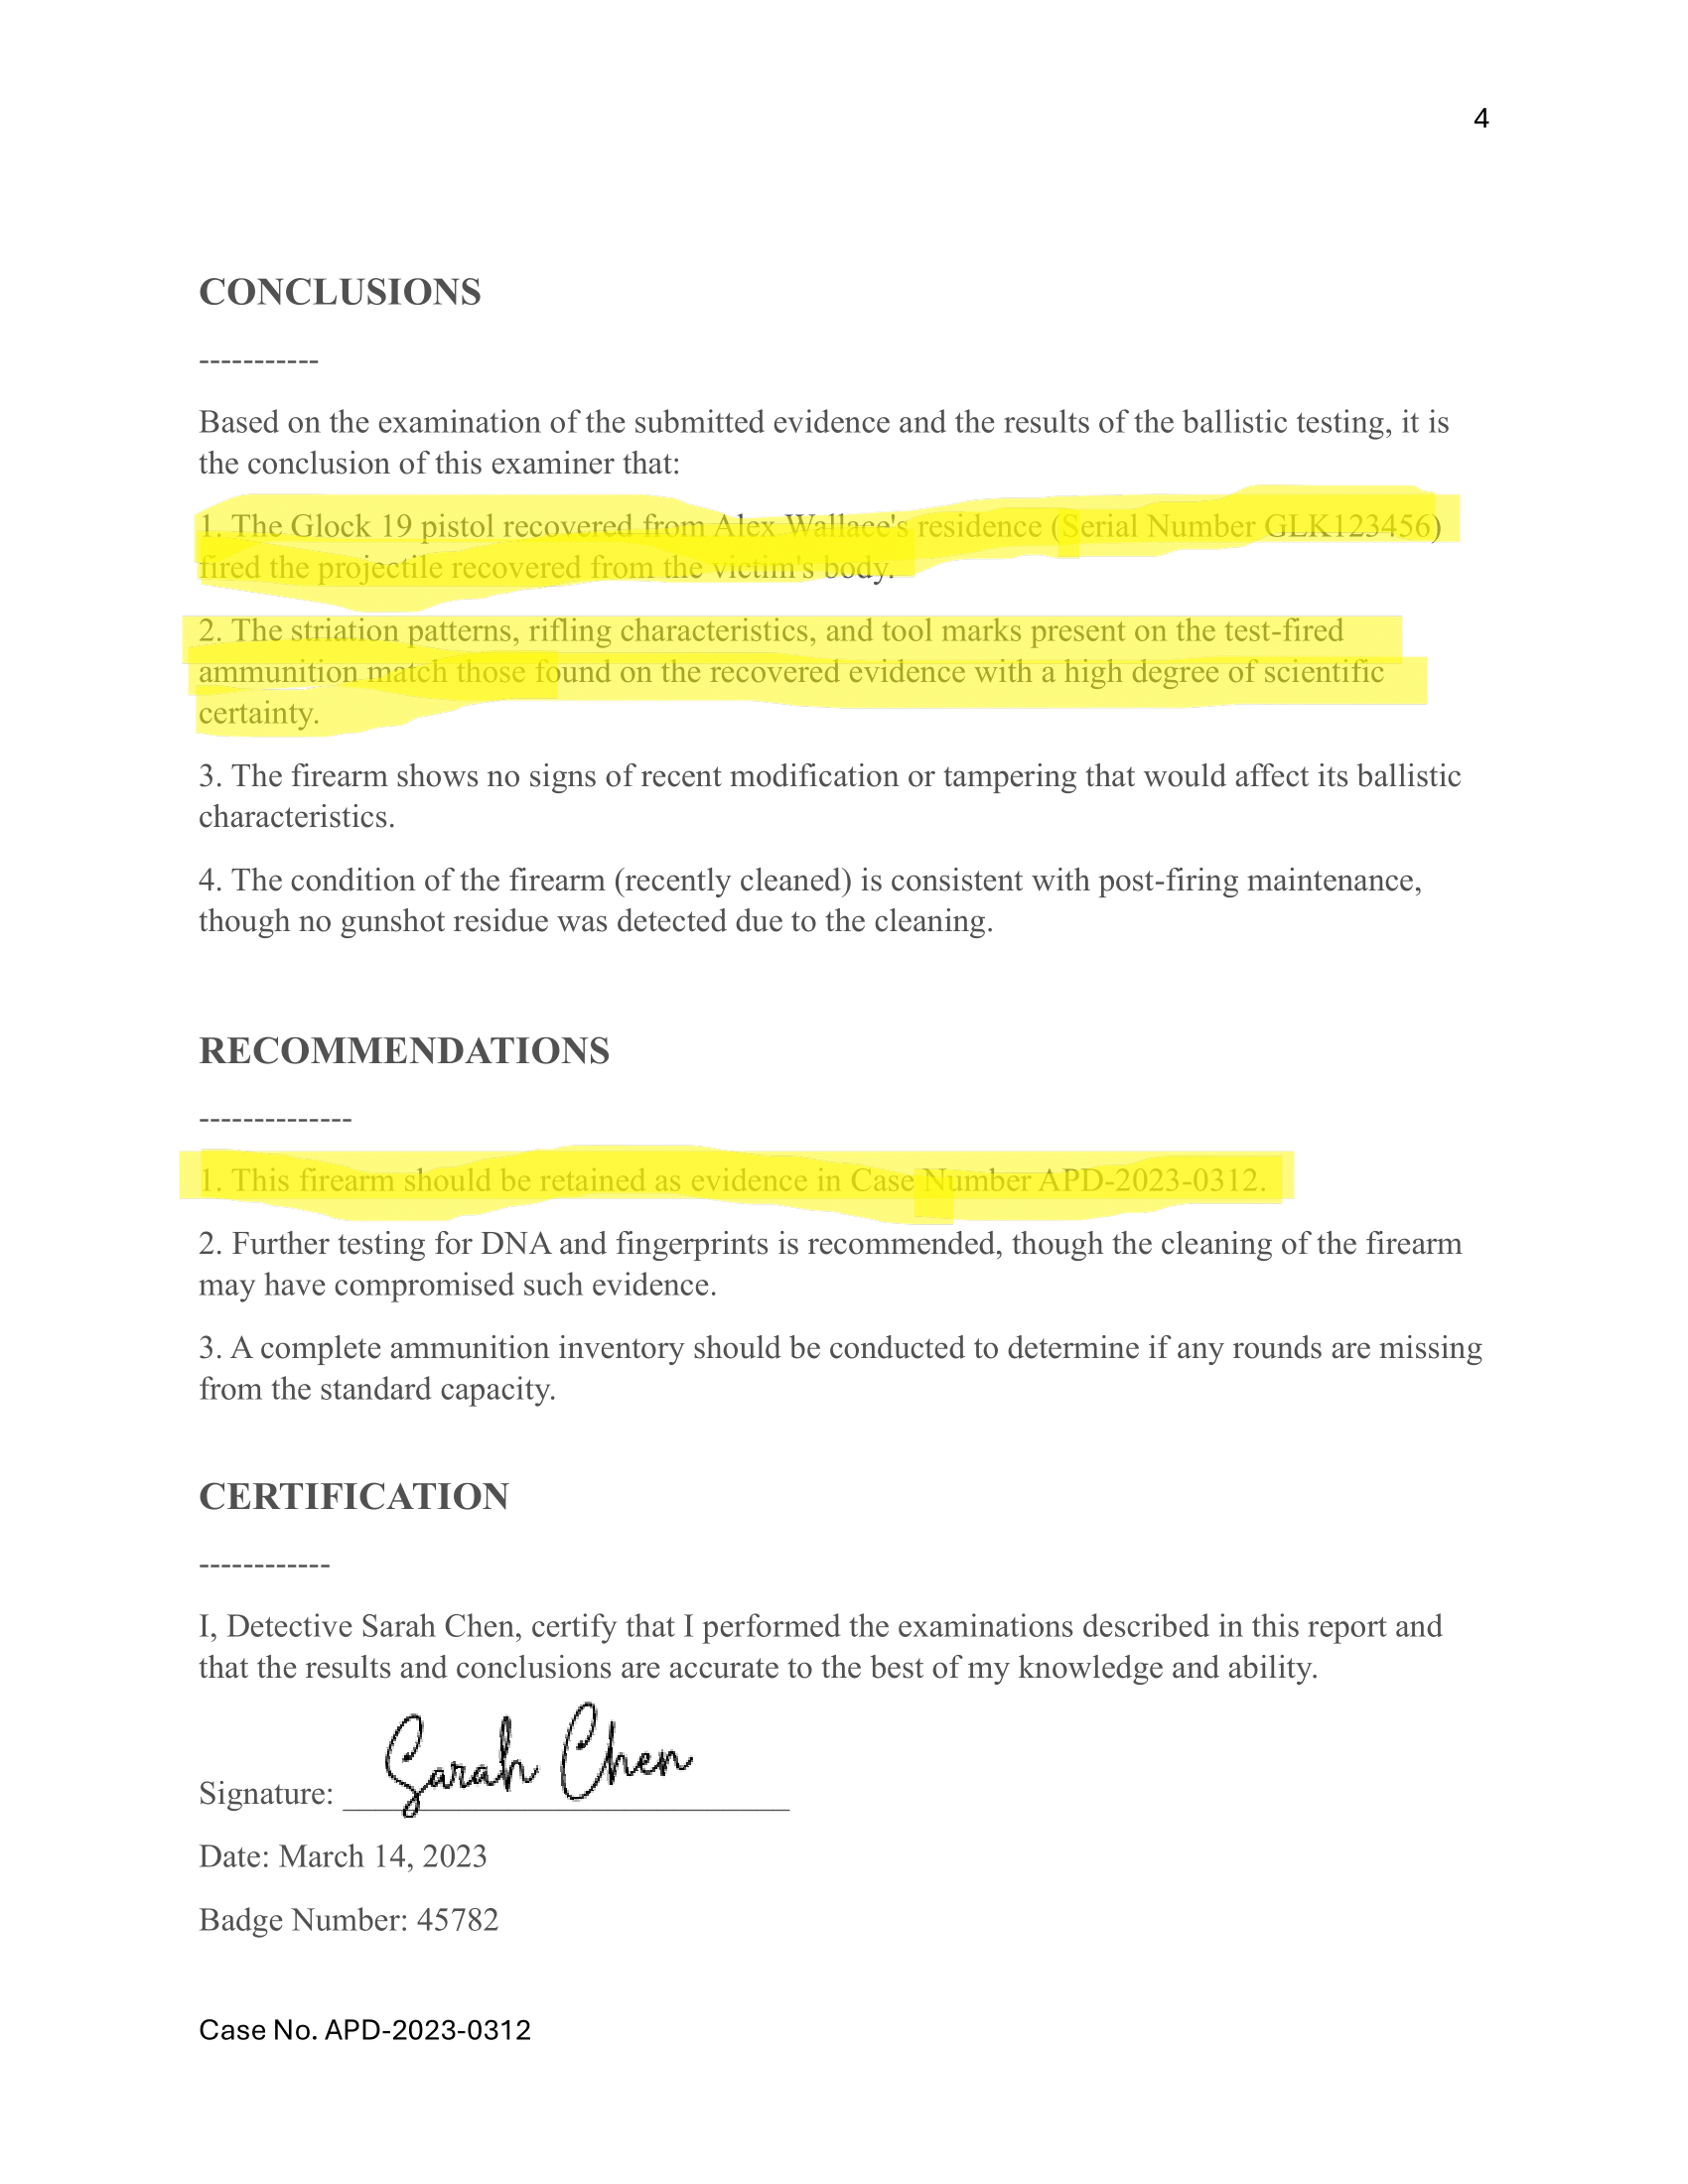 4
CONCLUSIONS
-----------
Based on the examination of the submitted evidence and the results of the ballistic testing, it is
the conclusion of this examiner that:
1. The Glock 19 pistol recovered from Alex Wallace's residence (Serial Number GLK123456)
fired the projectile recovered from the victim's body.
2. The striation patterns, rifling characteristics, and tool marks present on the test-fired
ammunition match those found on the recovered evidence with a high degree of scientific
certainty.
3. The firearm shows no signs of recent modification or tampering that would affect its ballistic
characteristics.
4. The condition of the firearm (recently cleaned) is consistent with post-firing maintenance,
though no gunshot residue was detected due to the cleaning.
RECOMMENDATIONS
--------------
1. This firearm should be retained as evidence in Case Number APD-2023-0312.
2. Further testing for DNA and fingerprints is recommended, though the cleaning of the firearm
may have compromised such evidence.
3. A complete ammunition inventory should be conducted to determine if any rounds are missing
from the standard capacity.
CERTIFICATION
------------
I, Detective Sarah Chen, certify that I performed the examinations described in this report and
that the results and conclusions are accurate to the best of my knowledge and ability.
Signature: Sarah Chen
Date: March 14, 2023
Badge Number: 45782
Case No. APD-2023-0312